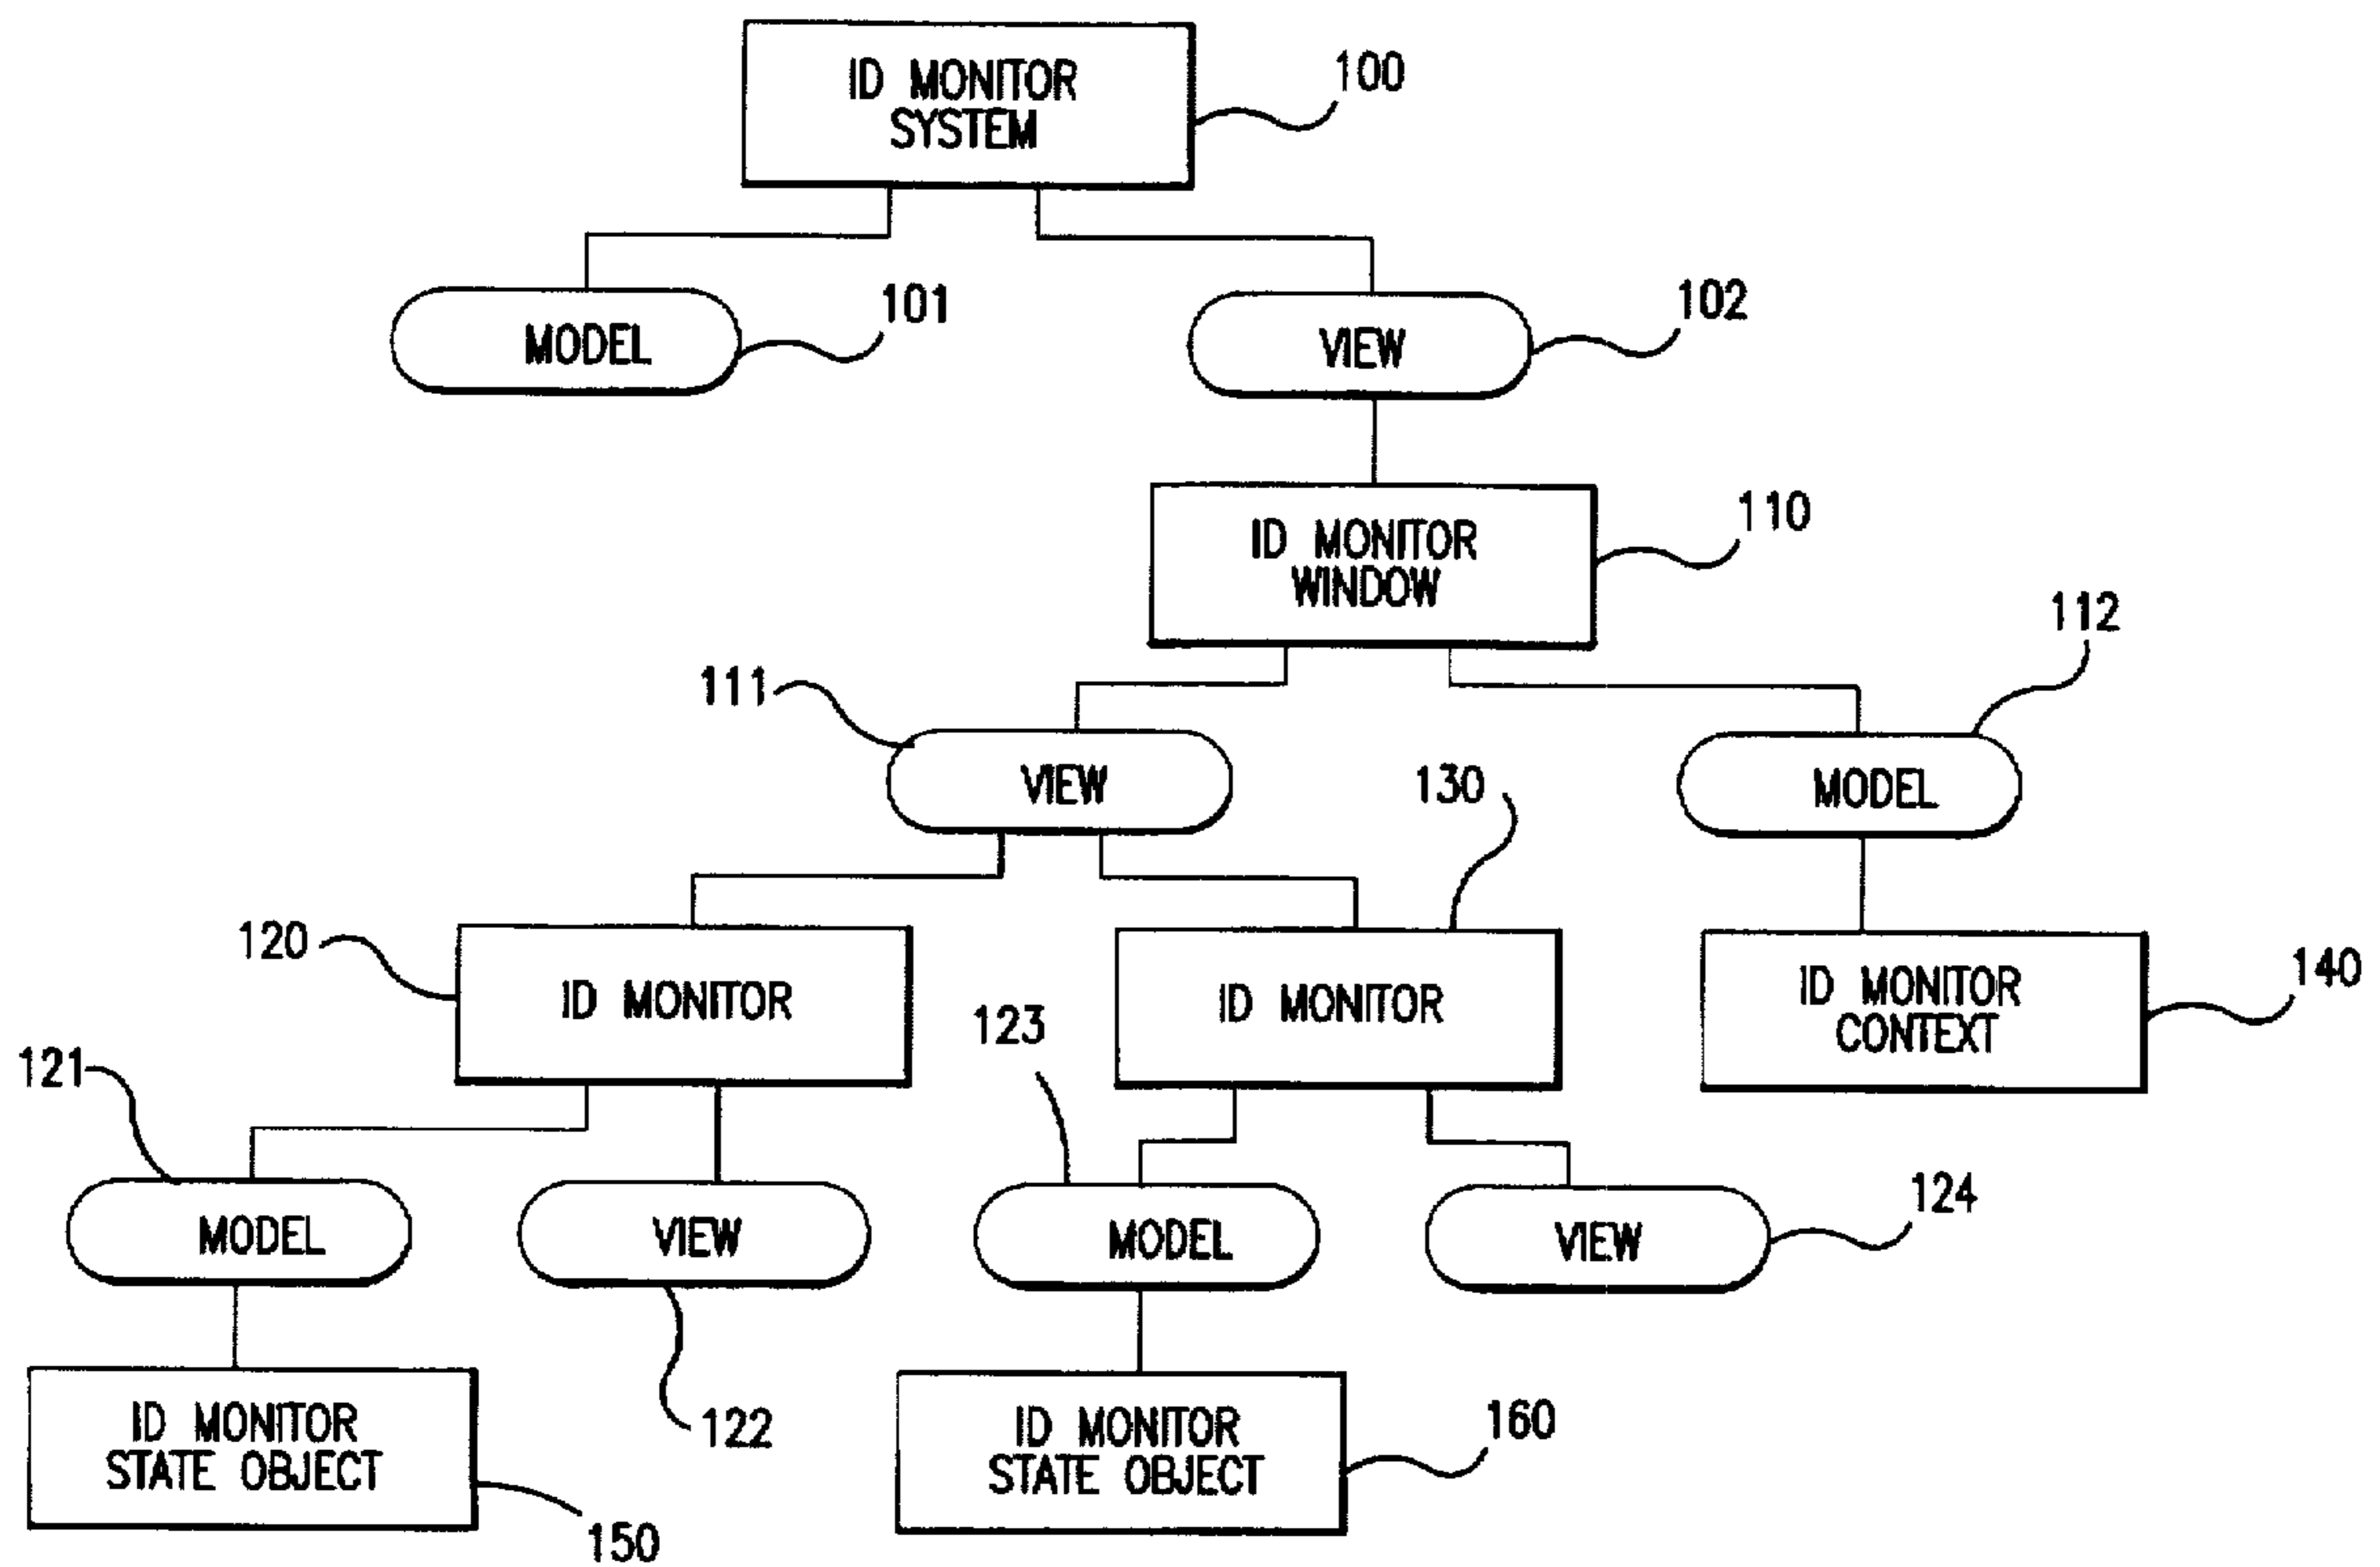 ID MONITOR
SYSTEM
100
MODEL
101
VIEW
102
ID MONITOR
WINDOW
110
111
VIEW
112
MODEL
120
ID MONITOR
130
ID MONITOR
ID MONITOR
CONTEXT
140
121
MODEL
VIEW
122
123
MODEL
VIEW
124
ID MONITOR
STATE OBJECT
150
ID MONITOR
STATE OBJECT
160